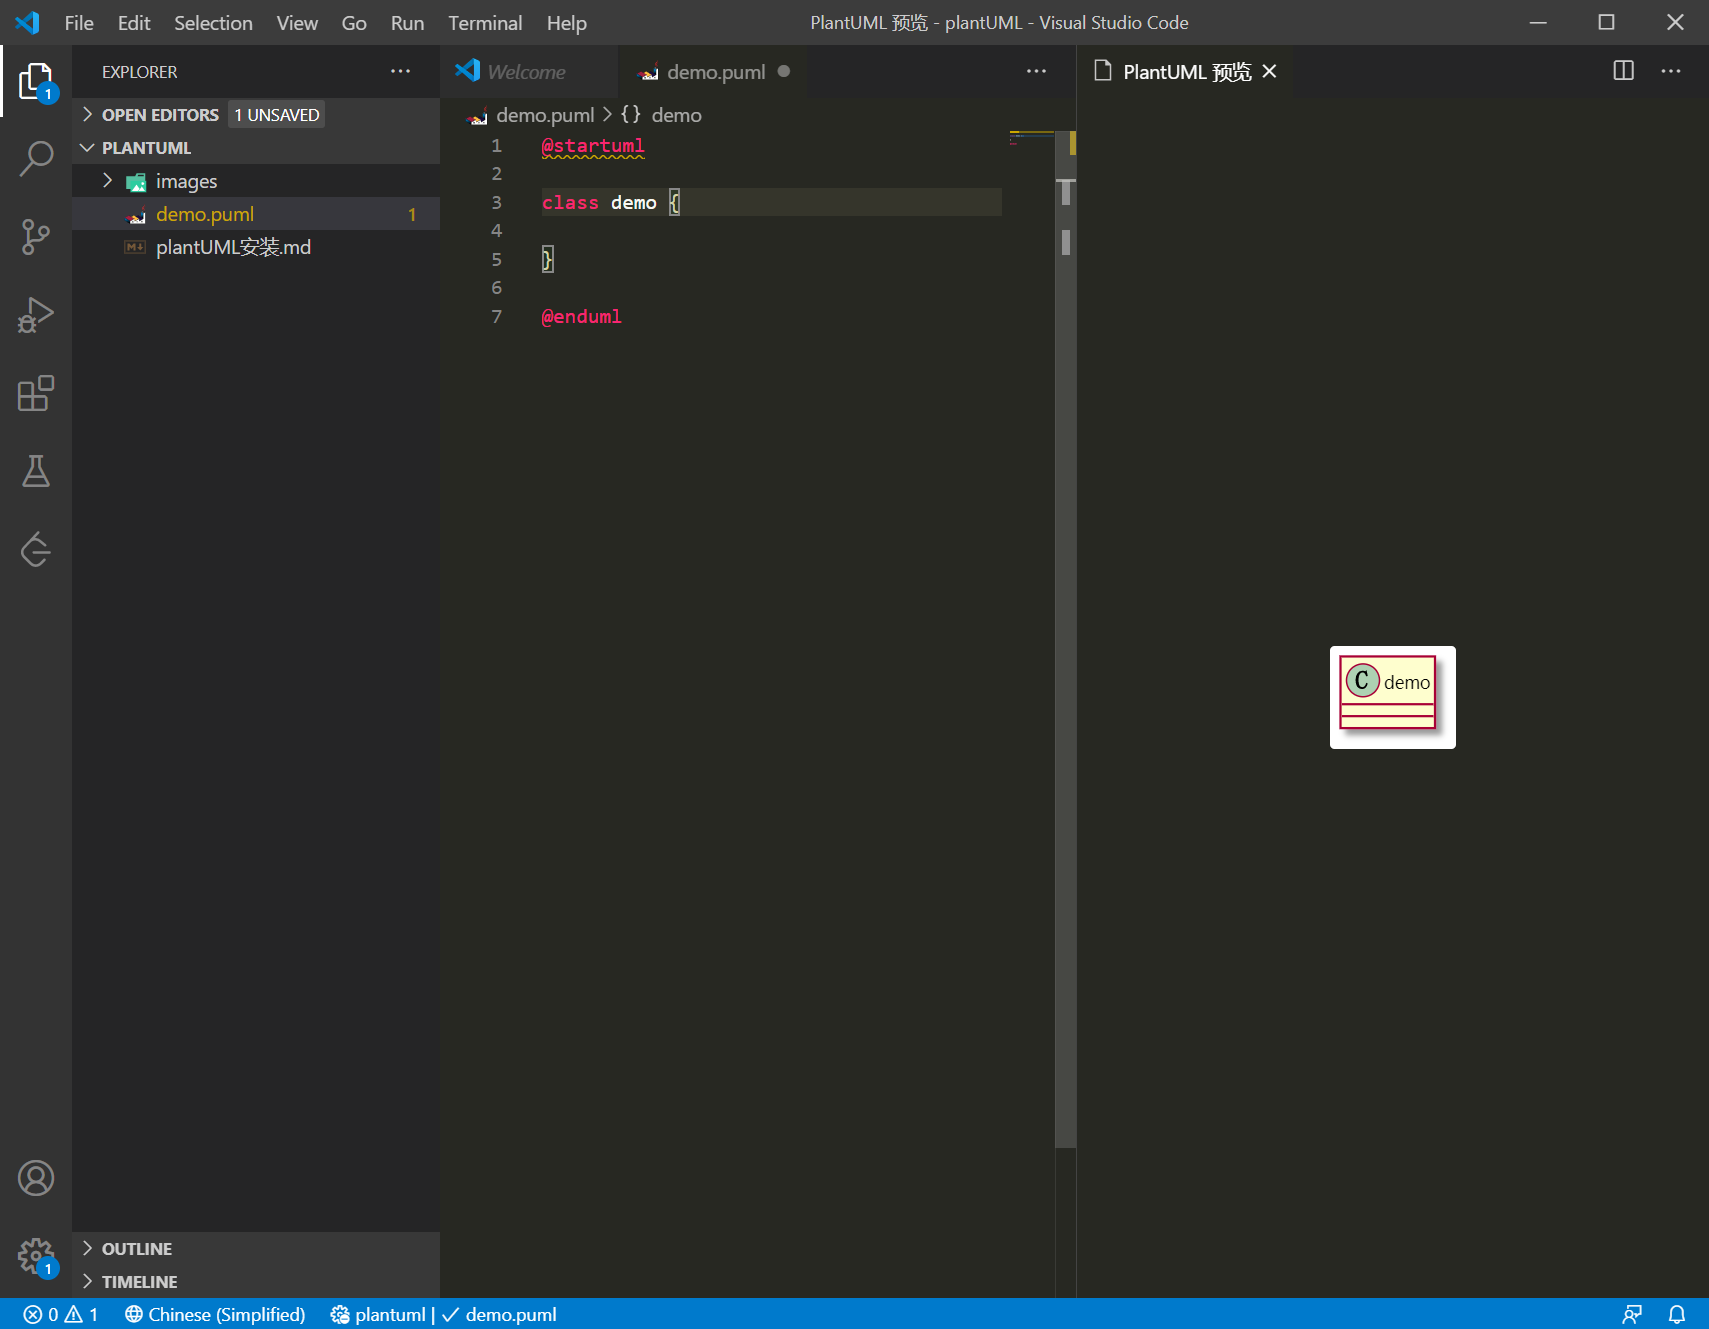 File Edit Selection View Go Run Terminal Help PlantUML 预览 - plantUML - Visual Studio Code
EXPLORER
OPEN EDITORS 1 UNSAVED
PLANTUML
images
demo.puml 1
plantUML安装.md
OUTLINE
TIMELINE
1
1
Welcome demo.puml
demo.puml > {} demo
1 @startuml
2
3 class demo {
4
5 }
6
7 @enduml
PlantUML 预览
C demo
0 1 Chinese (Simplified) plantuml | ✓ demo.puml